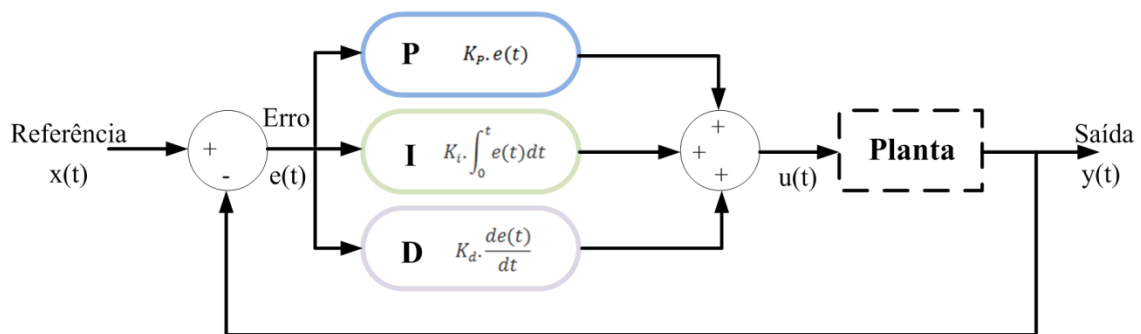 Referência
x(t)
+
-
Erro
e(t)
P K_P.e(t)
I K_i.∫_0^t e(t)dt
D K_d.de(t)/dt
+
+
+
u(t)
Planta
Saída
y(t)